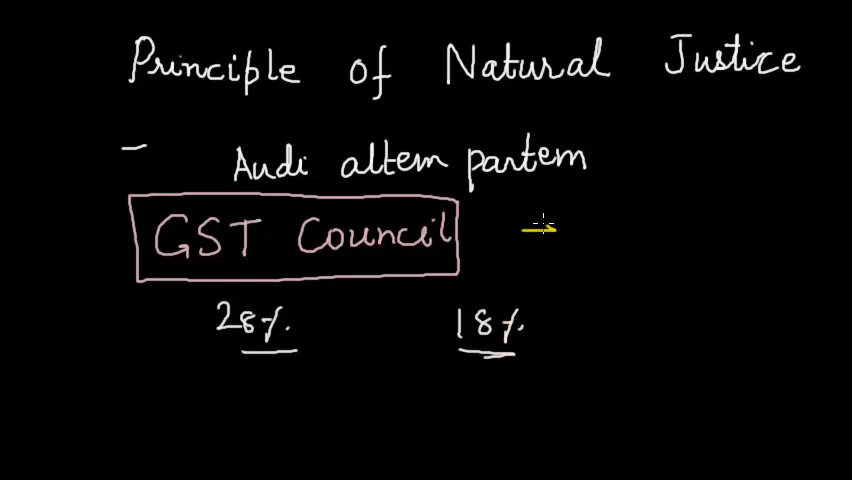 Principle of Natural Justice
- Audi altem partem
GST Council
28% 18%